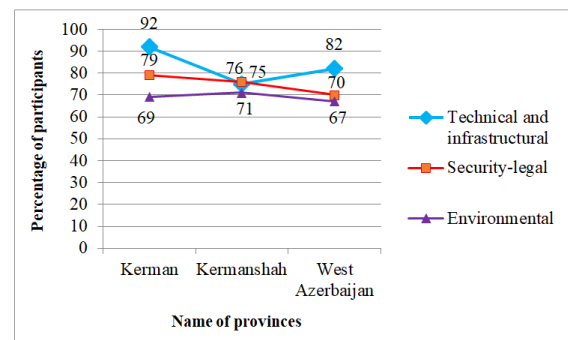 92
100
90
82
79
80
76
75
70
70
69
71
67
60
50
40
30
20
10
0
Percentage of participants
Kerman
Kermanshah
West
Azerbaijan
Name of provinces
Technical and
infrastructural
Security-legal
Environmental